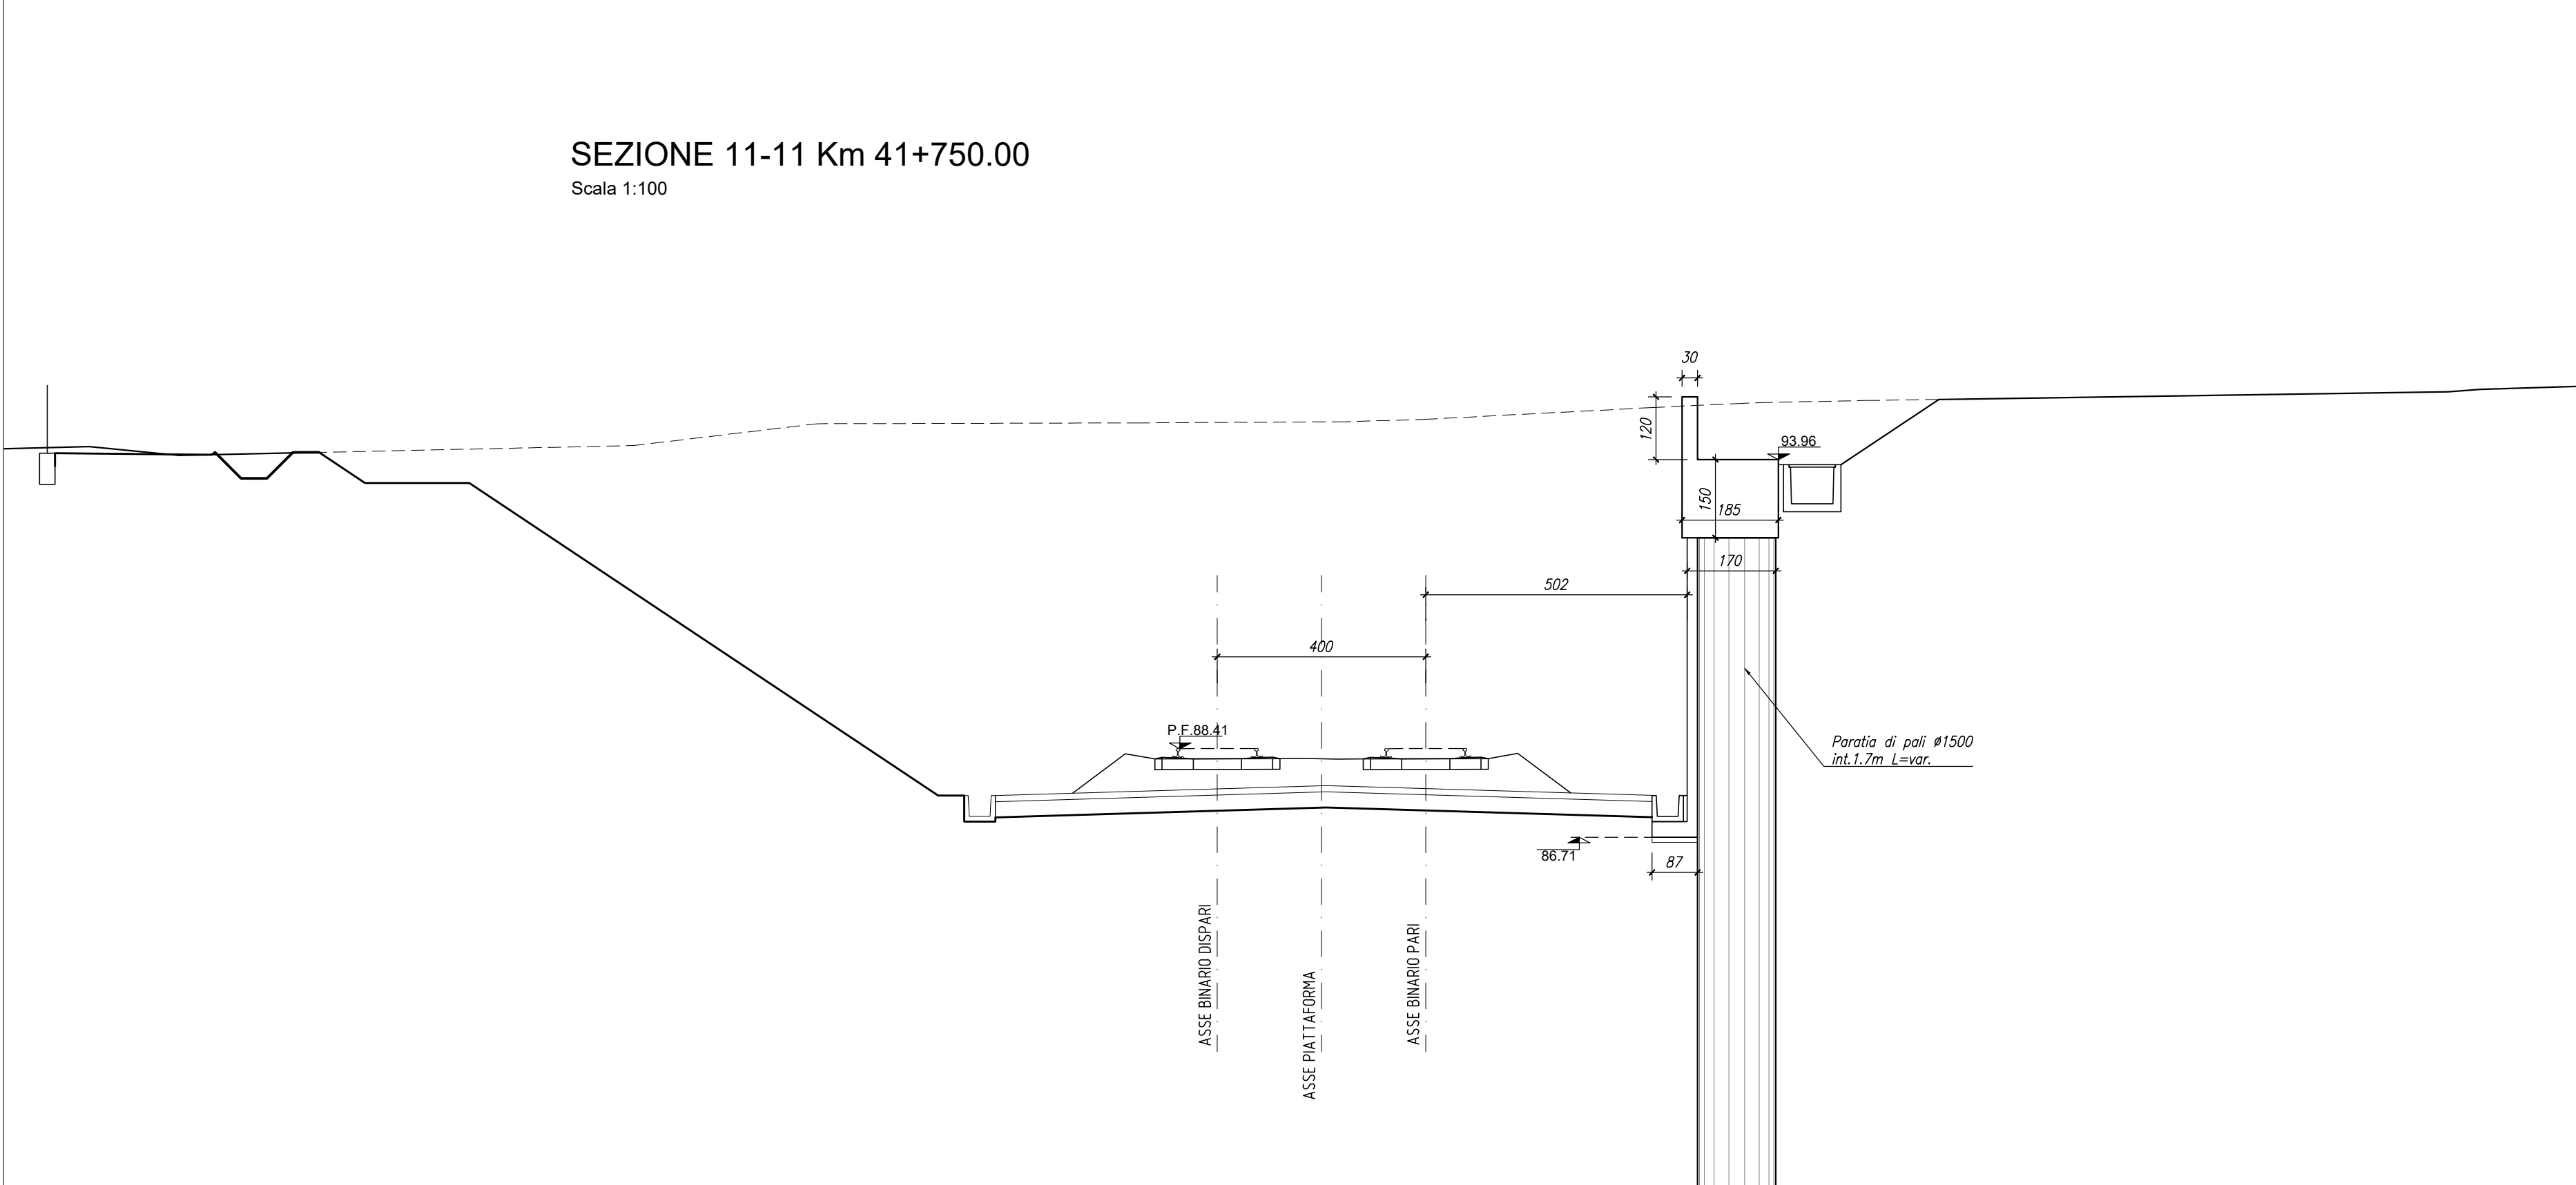 SEZIONE 11-11 Km 41+750.00
Scala 1:100
30
120
93.96
150
185
170
502
400
P.F.88.41
Paratia di pali ø1500
int.1.7m L=var.
86.71
87
ASSE BINARIO DISPARI
ASSE PIATTAFORMA
ASSE BINARIO PARI